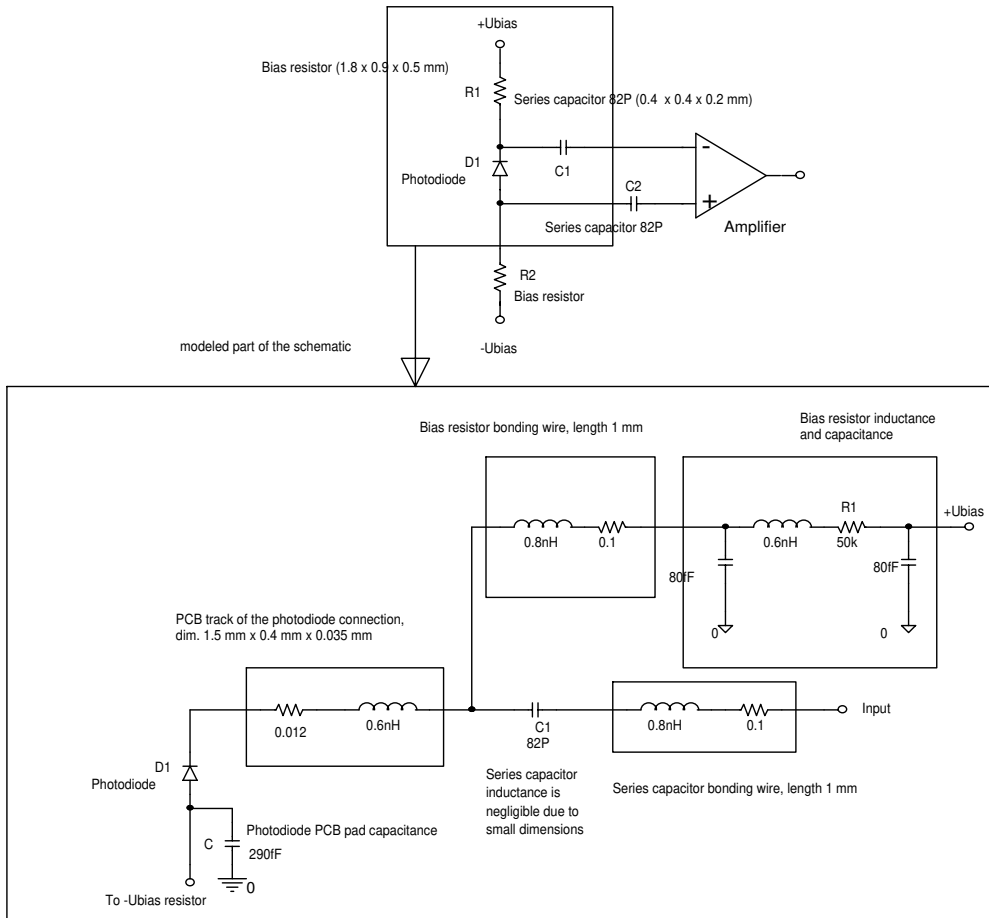 +Ubias
Bias resistor (1.8 x 0.9 x 0.5 mm)
R1
Series capacitor 82P (0.4 x 0.4 x 0.2 mm)
-
D1
C1
Photodiode
C2
+
Series capacitor 82P
Amplifier
R2
Bias resistor
modeled part of the schematic
-Ubias
Bias resistor bonding wire, length 1 mm
Bias resistor inductance
and capacitance
R1
+Ubias
0.8nH
0.1
0.6nH
50k
80fF
80fF
PCB track of the photodiode connection,
dim. 1.5 mm x 0.4 mm x 0.035 mm
0
0
Input
0.012
0.6nH
C1
82P
0.8nH
0.1
D1
Photodiode
Series capacitor
inductance is
negligible due to
small dimensions
Series capacitor bonding wire, length 1 mm
Photodiode PCB pad capacitance
C
290fF
0
To -Ubias resistor